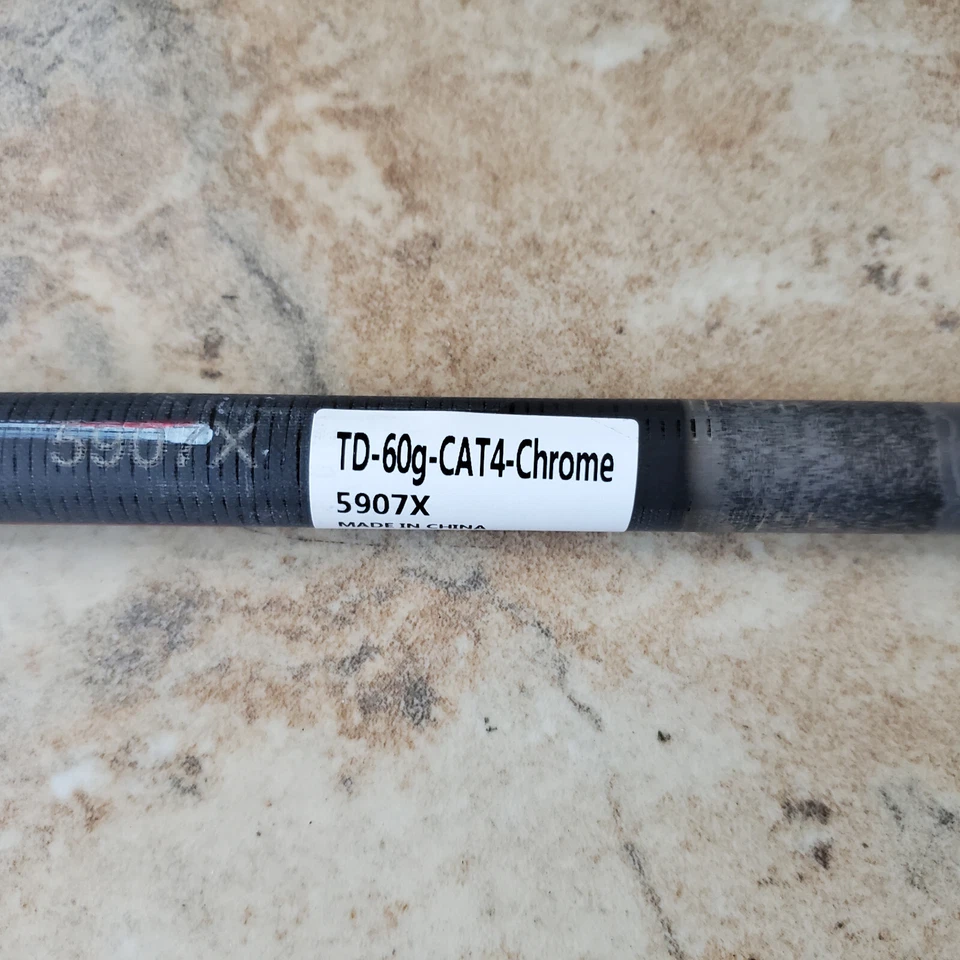 5907X
TD-60g-CAT4-Chrome
5907X
MADE IN CHINA